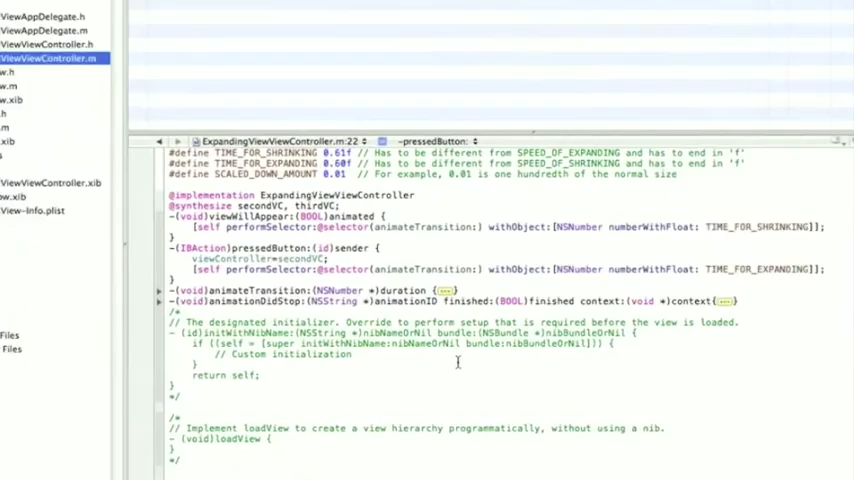 ViewAppDelegate.h
ViewAppDelegate.m
ViewViewController.h
ViewViewController.m
w.h
w.m
w.xib
.h
.m
.xib
s
ViewViewController.xib
ow.xib
View-Info.plist
Files
Files
ExpandingViewViewController.m:22
-pressedButton:
#define TIME_FOR_SHRINKING 0.61f // Has to be different from SPEED_OF_EXPANDING and has to end in 'f'
#define TIME_FOR_EXPANDING 0.60f // Has to be different from SPEED_OF_SHRINKING and has to end in 'f'
#define SCALED_DOWN_AMOUNT 0.01 // For example, 0.01 is one hundredth of the normal size
@implementation ExpandingViewViewController
@synthesize secondVC, thirdVC;
-(void)viewWillAppear:(BOOL)animated {
[self performSelector:@selector(animateTransition:) withObject:[NSNumber numberWithFloat: TIME_FOR_SHRINKING]];
}
-(IBAction)pressedButton:(id)sender {
viewController=secondVC;
[self performSelector:@selector(animateTransition:) withObject:[NSNumber numberWithFloat: TIME_FOR_EXPANDING]];
}
-(void)animateTransition:(NSNumber *)duration {...}
-(void)animationDidStop:(NSString *)animationID finished:(BOOL)finished context:(void *)context{...}
/*
// The designated initializer. Override to perform setup that is required before the view is loaded.
- (id)initWithNibName:(NSString *)nibNameOrNil bundle:(NSBundle *)nibBundleOrNil {
if ((self = [super initWithNibName:nibNameOrNil bundle:nibBundleOrNil])) {
// Custom initialization
}
return self;
}
*/
/*
// Implement loadView to create a view hierarchy programmatically, without using a nib.
- (void)loadView {
}
*/